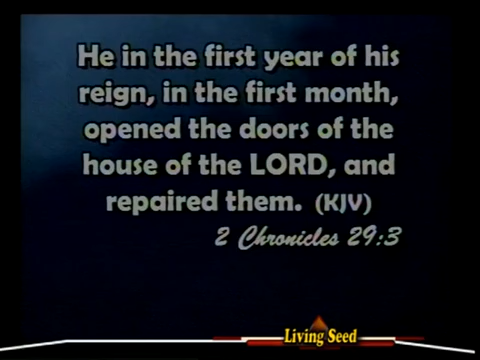 He in the first year of his
reign, in the first month,
opened the doors of the
house of the LORD, and
repaired them. (KJV)
2 Chronicles 29:3
Living Seed